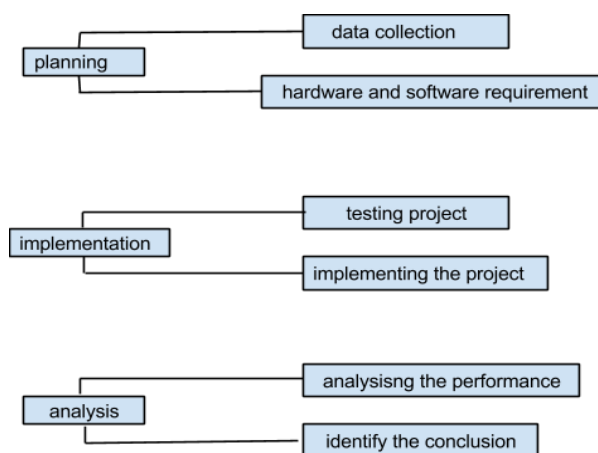 data collection
planning
hardware and software requirement
testing project
implementation
implementing the project
analysisng the performance
analysis
identify the conclusion